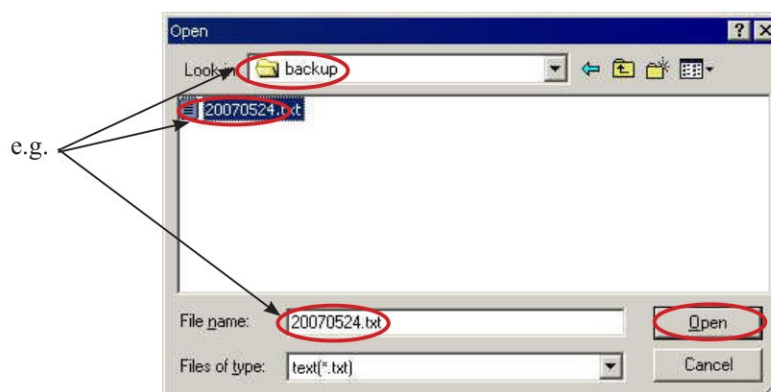 Open
Look in: backup
20070524.txt
e.g.
File name: 20070524.txt
Open
Files of type: text(*.txt)
Cancel